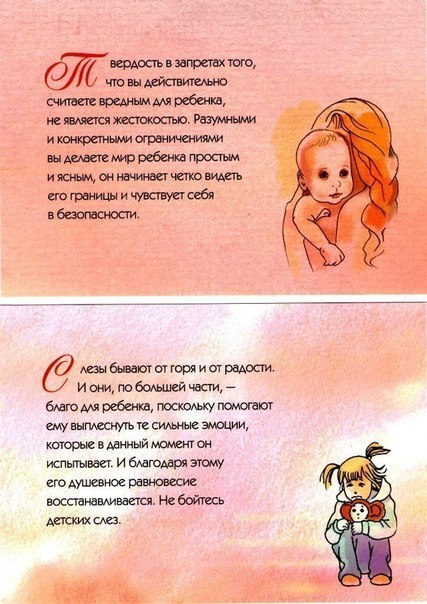 Твердость в запретах того,
что вы действительно
считаете вредным для ребенка,
не является жестокостью. Разумными
и конкретными ограничениями
вы делаете мир ребенка простым
и ясным, он начинает четко видеть
его границы и чувствует себя
в безопасности.
Слезы бывают от горя и от радости.
И они, по большей части, —
благо для ребенка, поскольку помогают
ему выплеснуть те сильные эмоции,
которые в данный момент он
испытывает. И благодаря этому
его душевное равновесие
восстанавливается. Не бойтесь
детских слез.